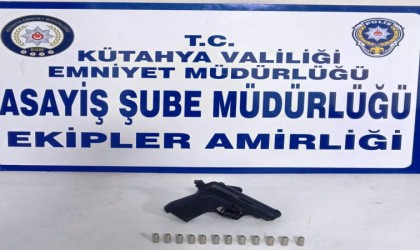 T.C.
KÜTAHYA VALİLİĞİ
EMNİYET MÜDÜRLÜĞÜ
ASAYİŞ ŞUBE MÜDÜRLÜĞÜ
EKİPLER AMİRLİĞİ